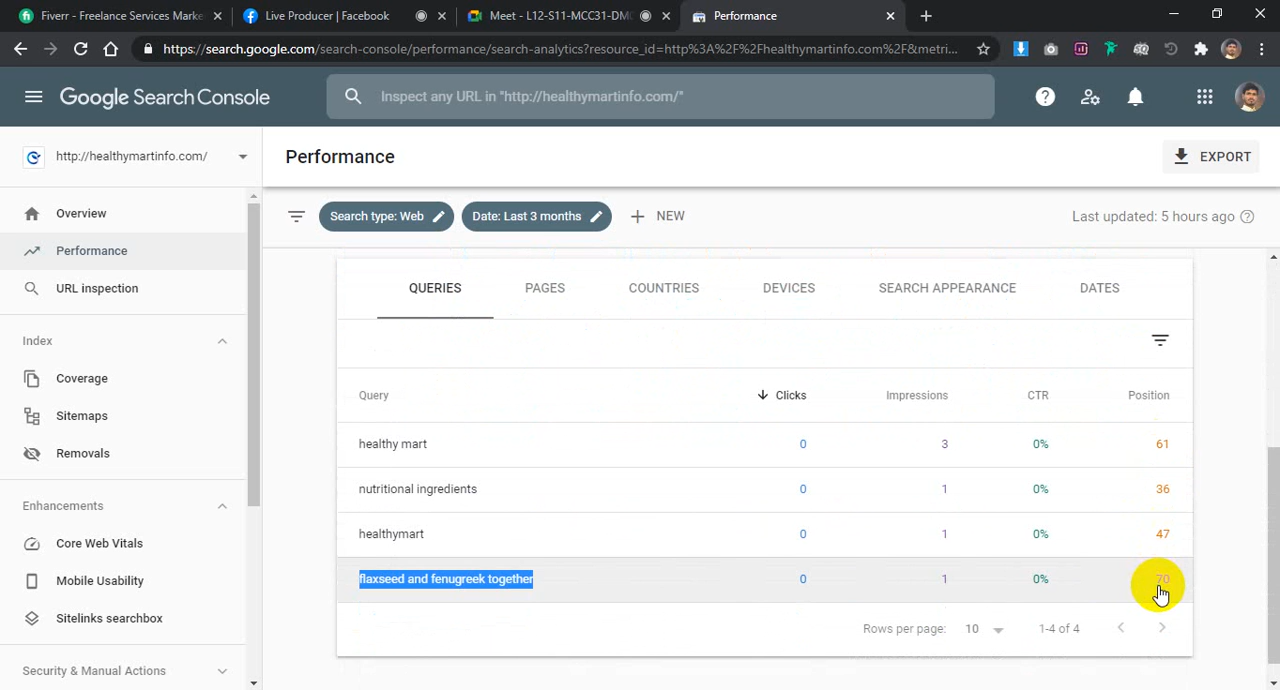 Fiverr - Freelance Services Marke
Live Producer | Facebook
Meet - L12-S11-MCC31-DM
Performance
https://search.google.com/search-console/performance/search-analytics?resource_id=http%3A%2F%2Fhealthymartinfo.com%2F&metri...
Google Search Console
Inspect any URL in "http://healthymartinfo.com/"
http://healthymartinfo.com/
Performance
EXPORT
Overview
Performance
URL inspection
Index
Coverage
Sitemaps
Removals
Enhancements
Core Web Vitals
Mobile Usability
Sitelinks searchbox
Security & Manual Actions
Search type: Web
Date: Last 3 months
NEW
Last updated: 5 hours ago
QUERIES PAGES COUNTRIES DEVICES SEARCH APPEARANCE DATES
Query Clicks Impressions CTR Position
healthy mart 0 3 0% 61
nutritional ingredients 0 1 0% 36
healthymart 0 1 0% 47
flaxseed and fenugreek together 0 1 0% 70
Rows per page: 10 1-4 of 4